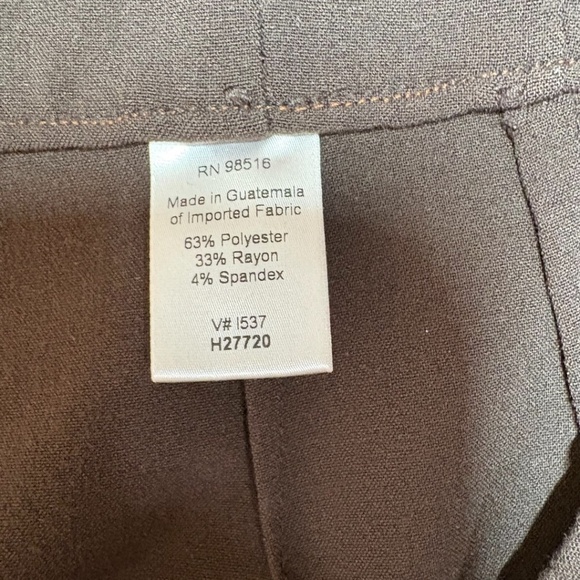 RN 98516
Made in Guatemala
of Imported Fabric
63% Polyester
33% Rayon
4% Spandex
V# I537
H27720